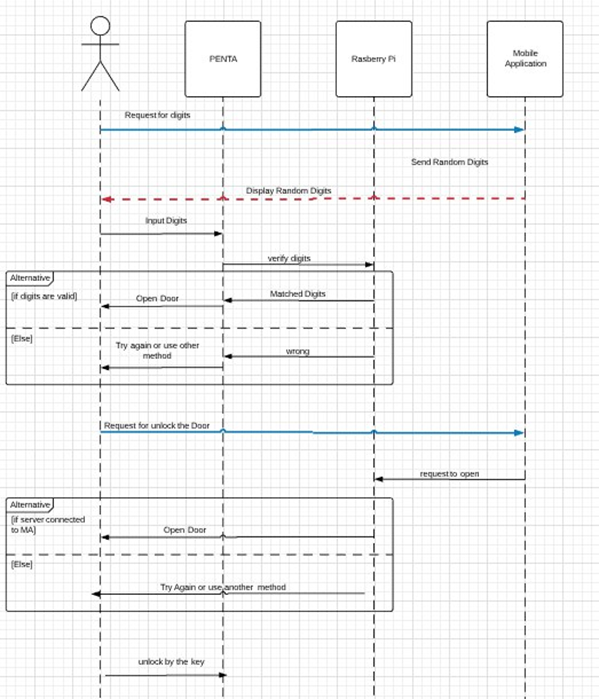 PENTA
Rasberry Pi
Mobile
Application
Request for digits
Send Random Digits
Display Random Digits
Input Digits
verify digits
Alternative
[if digits are valid]
Open Door
Matched Digits
[Else]
Try again or use other
method
wrong
Request for unlock the Door
request to open
Alternative
[if server connected
to MA]
Open Door
[Else]
Try Again or use another method
unlock by the key